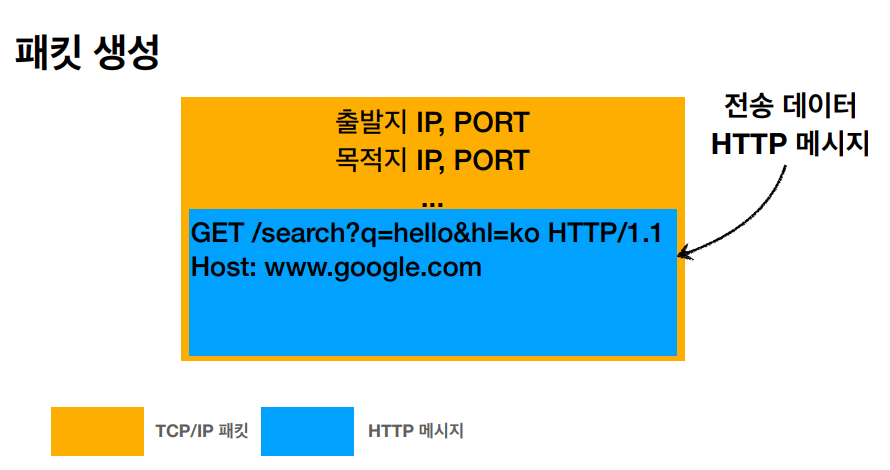 패킷 생성
전송 데이터
HTTP 메시지
출발지 IP, PORT
목적지 IP, PORT
...
GET /search?q=hello&hl=ko HTTP/1.1
Host: www.google.com
TCP/IP 패킷
HTTP 메시지